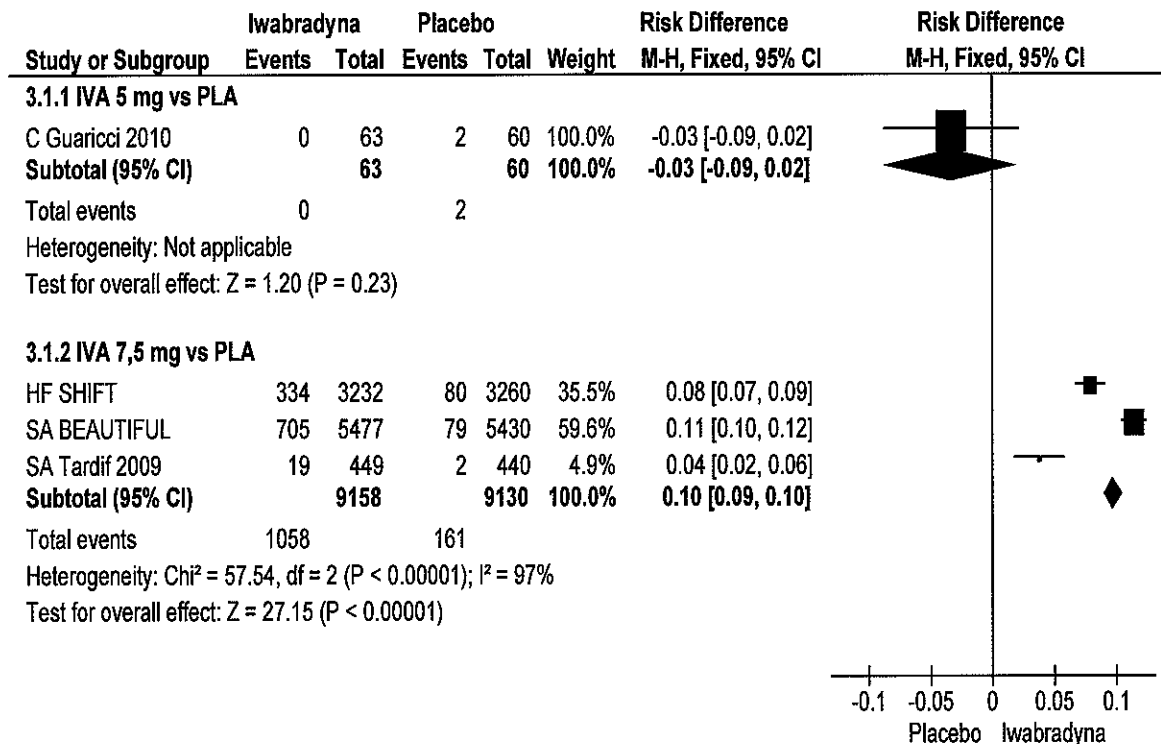 Iwabradyna Placebo Risk Difference Risk Difference
Study or Subgroup Events Total Events Total Weight M-H, Fixed, 95% CI M-H, Fixed, 95% CI
3.1.1 IVA 5 mg vs PLA
C Guaricci 2010 0 63 2 60 100.0% -0.03 [-0.09, 0.02]
Subtotal (95% CI) 63 60 100.0% -0.03 [-0.09, 0.02]
Total events 0 2
Heterogeneity: Not applicable
Test for overall effect: Z = 1.20 (P = 0.23)
3.1.2 IVA 7,5 mg vs PLA
HF SHIFT 334 3232 80 3260 35.5% 0.08 [0.07, 0.09]
SA BEAUTIFUL 705 5477 79 5430 59.6% 0.11 [0.10, 0.12]
SA Tardif 2009 19 449 2 440 4.9% 0.04 [0.02, 0.06]
Subtotal (95% CI) 9158 9130 100.0% 0.10 [0.09, 0.10]
Total events 1058 161
Heterogeneity: Chi² = 57.54, df = 2 (P < 0.00001); I² = 97%
Test for overall effect: Z = 27.15 (P < 0.00001)
-0.1 -0.05 0 0.05 0.1
Placebo Iwabradyna